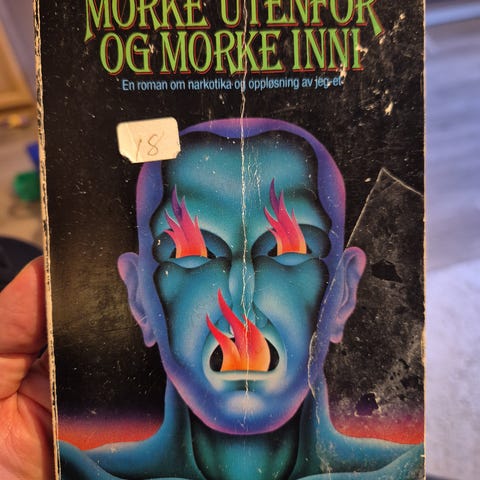 MØRKE UTENFOR
OG MØRKE INNI
En roman om narkotika og oppløsning av jeg-et
18